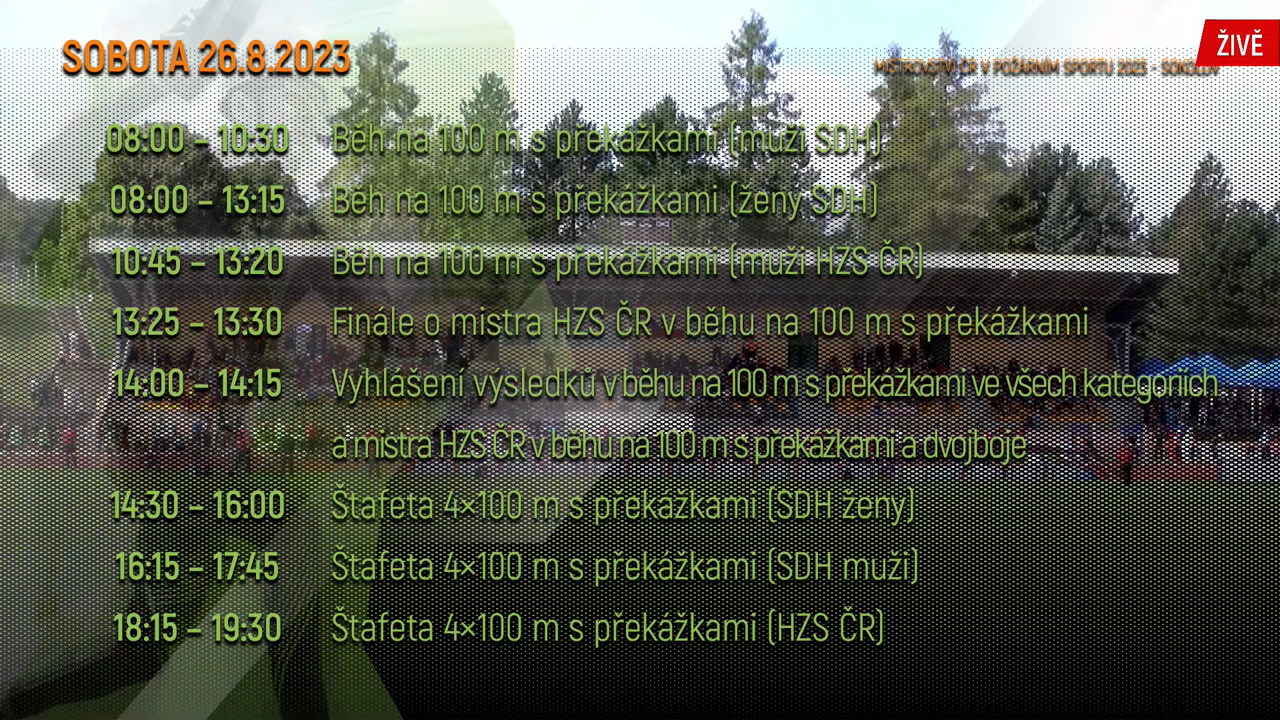 ŽIVĚ
SOBOTA 26.8.2023
MISTROVSTVÍ ČR V POŽÁRNÍM SPORTU 2023 - SOKOLOV
08:00 – 10:30 Běh na 100 m s překážkami (muži SDH)
08:00 – 13:15 Běh na 100 m s překážkami (ženy SDH)
10:45 – 13:20 Běh na 100 m s překážkami (muži HZS ČR)
13:25 – 13:30 Finále o mistra HZS ČR v běhu na 100 m s překážkami
14:00 – 14:15 Vyhlášení výsledků v běhu na 100 m s překážkami ve všech kategoriích
a mistra HZS ČR v běhu na 100 m s překážkami a dvojboje
14:30 – 16:00 Štafeta 4×100 m s překážkami (SDH ženy)
16:15 – 17:45 Štafeta 4×100 m s překážkami (SDH muži)
18:15 – 19:30 Štafeta 4×100 m s překážkami (HZS ČR)